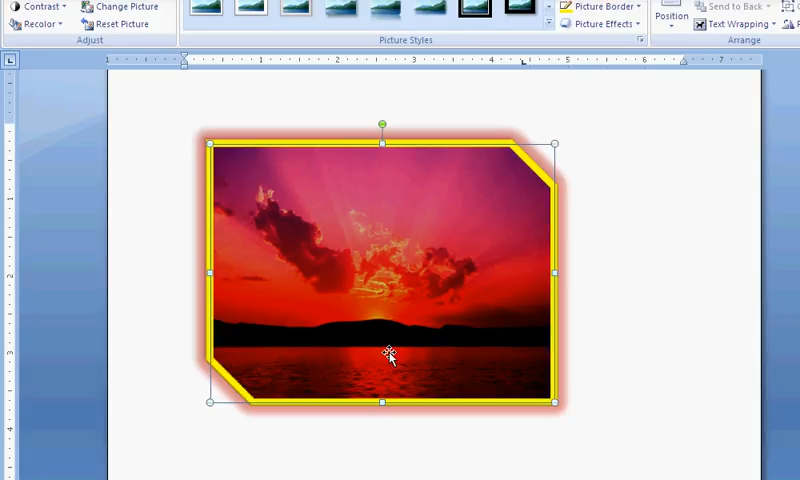 Contrast
Change Picture
Picture Border
Position
Send to Back
Recolor
Reset Picture
Picture Effects
Text Wrapping
Adjust
Picture Styles
Arrange
1 1 2 3 4 5 6 7
1
2
3
4